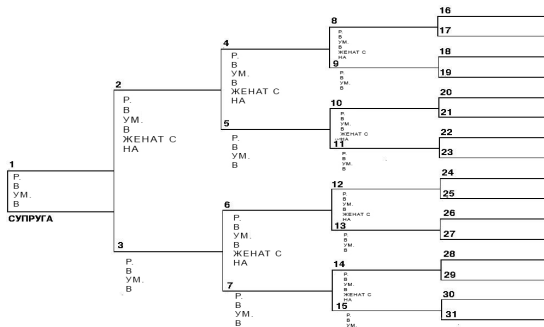 1
Р.
В
УМ.
В
СУПРУГА
2
Р.
В
УМ.
В
ЖЕНАТ С
НА
3
Р.
В
УМ.
В
4
Р.
В
УМ.
В
ЖЕНАТ С
НА
5
Р.
В
УМ.
В
6
Р.
В
УМ.
В
ЖЕНАТ С
НА
7
Р.
В
УМ.
В
8
Р.
В
УМ.
В
ЖЕНАТ С
НА
9
Р.
В
УМ.
В
10
Р.
В
УМ.
В
ЖЕНАТ С
НА
11
Р.
В
УМ.
В
12
Р.
В
УМ.
В
ЖЕНАТ С
НА
13
Р.
В
УМ.
В
14
Р.
В
УМ.
В
ЖЕНАТ С
НА
15
Р.
В
УМ.
16
17
18
19
20
21
22
23
24
25
26
27
28
29
30
31